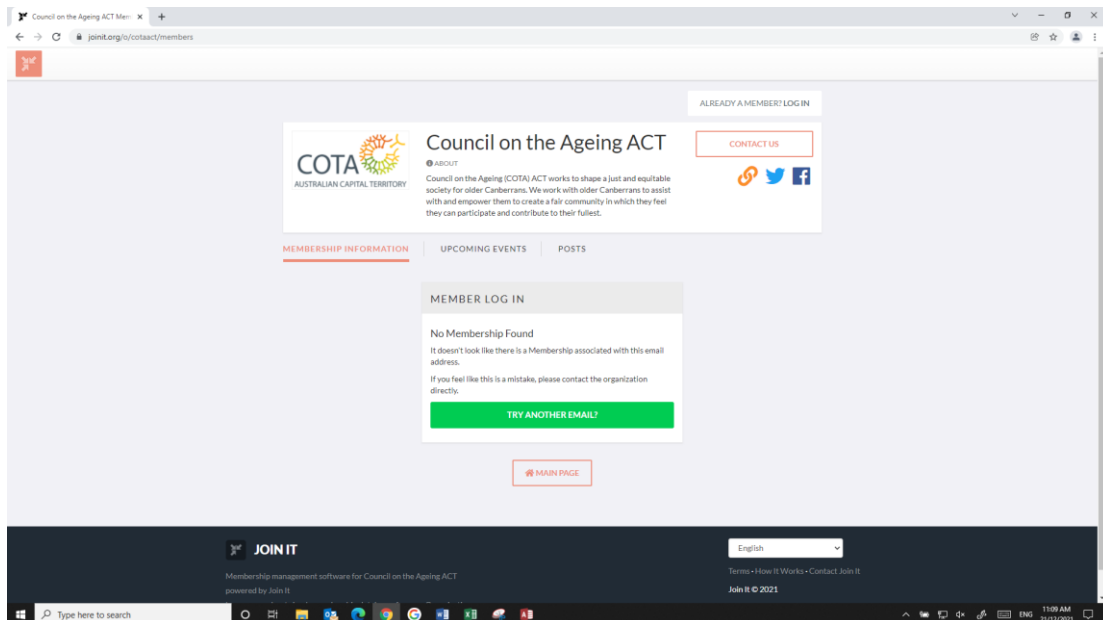 Council on the Ageing ACT Mem
joinit.org/o/cotaact/members
ALREADY A MEMBER? LOG IN
COTA
AUSTRALIAN CAPITAL TERRITORY
Council on the Ageing ACT
ABOUT
Council on the Ageing (COTA) ACT works to shape a just and equitable
society for older Canberrans. We work with older Canberrans to assist
with and empower them to create a fair community in which they feel
they can participate and contribute to their fullest.
CONTACT US
MEMBERSHIP INFORMATION
UPCOMING EVENTS
POSTS
MEMBER LOG IN
No Membership Found
It doesn't look like there is a Membership associated with this email
address.
If you feel like this is a mistake, please contact the organization
directly.
TRY ANOTHER EMAIL?
MAIN PAGE
JOIN IT
Membership management software for Council on the Ageing ACT
powered by Join It
English
Terms • How It Works • Contact Join It
Join It © 2021
Type here to search
ENG
11:09 AM
21/12/2021